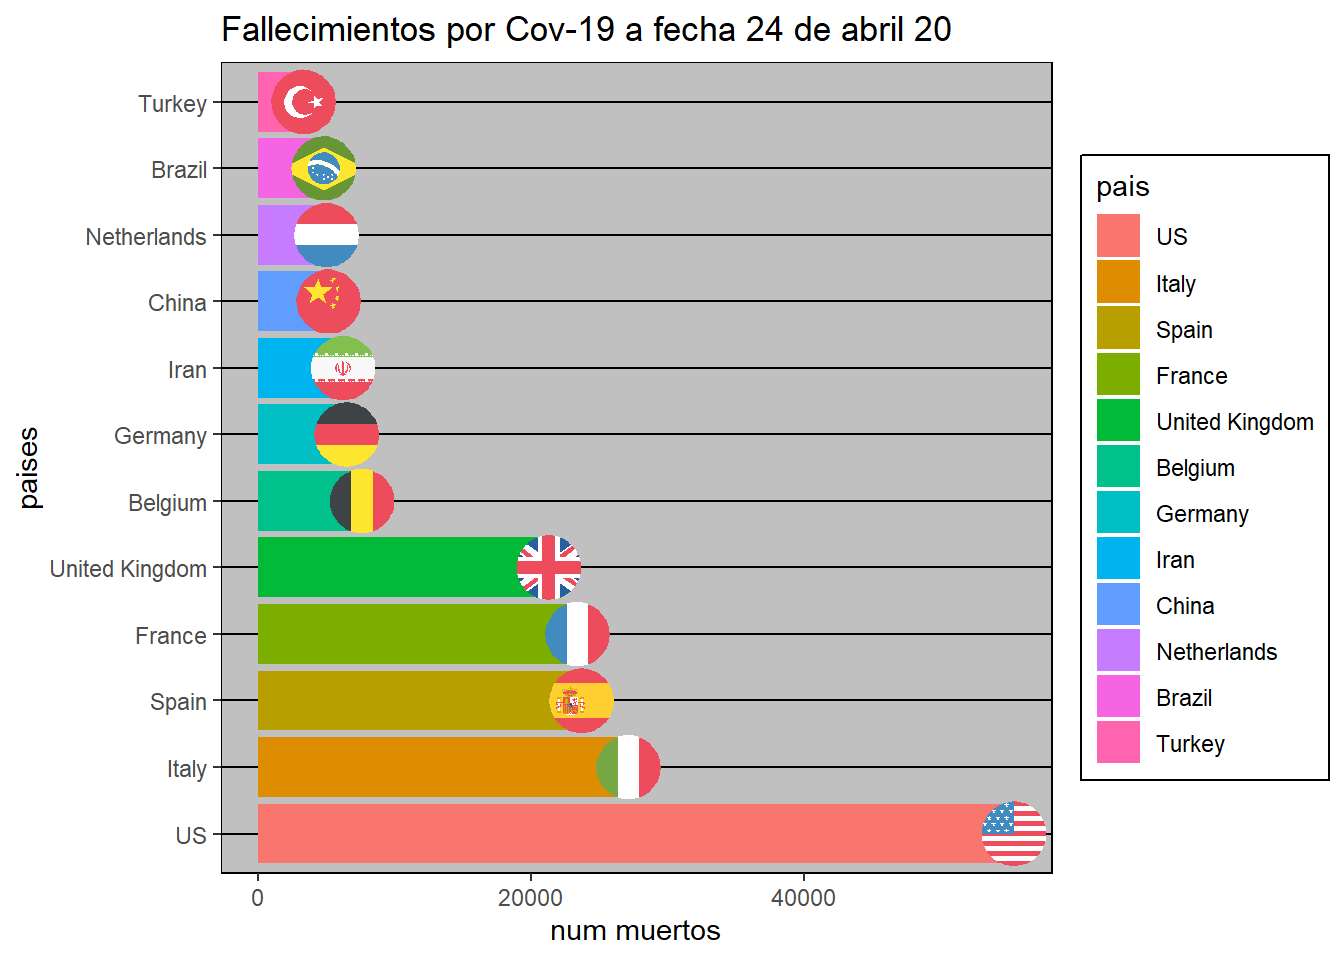 Fallecimientos por Cov-19 a fecha 24 de abril 20
Turkey
Brazil
Netherlands
China
Iran
Germany
Belgium
United Kingdom
France
Spain
Italy
US
paises
0
20000
40000
num muertos
pais
US
Italy
Spain
France
United Kingdom
Belgium
Germany
Iran
China
Netherlands
Brazil
Turkey